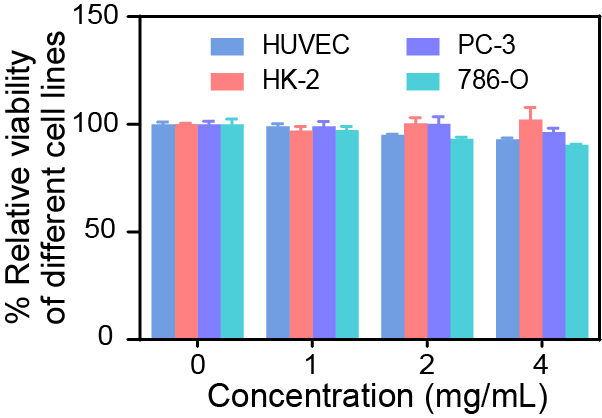 % Relative viability
of different cell lines
150
100
50
0
HUVEC
PC-3
HK-2
786-O
0
1
2
4
Concentration (mg/mL)